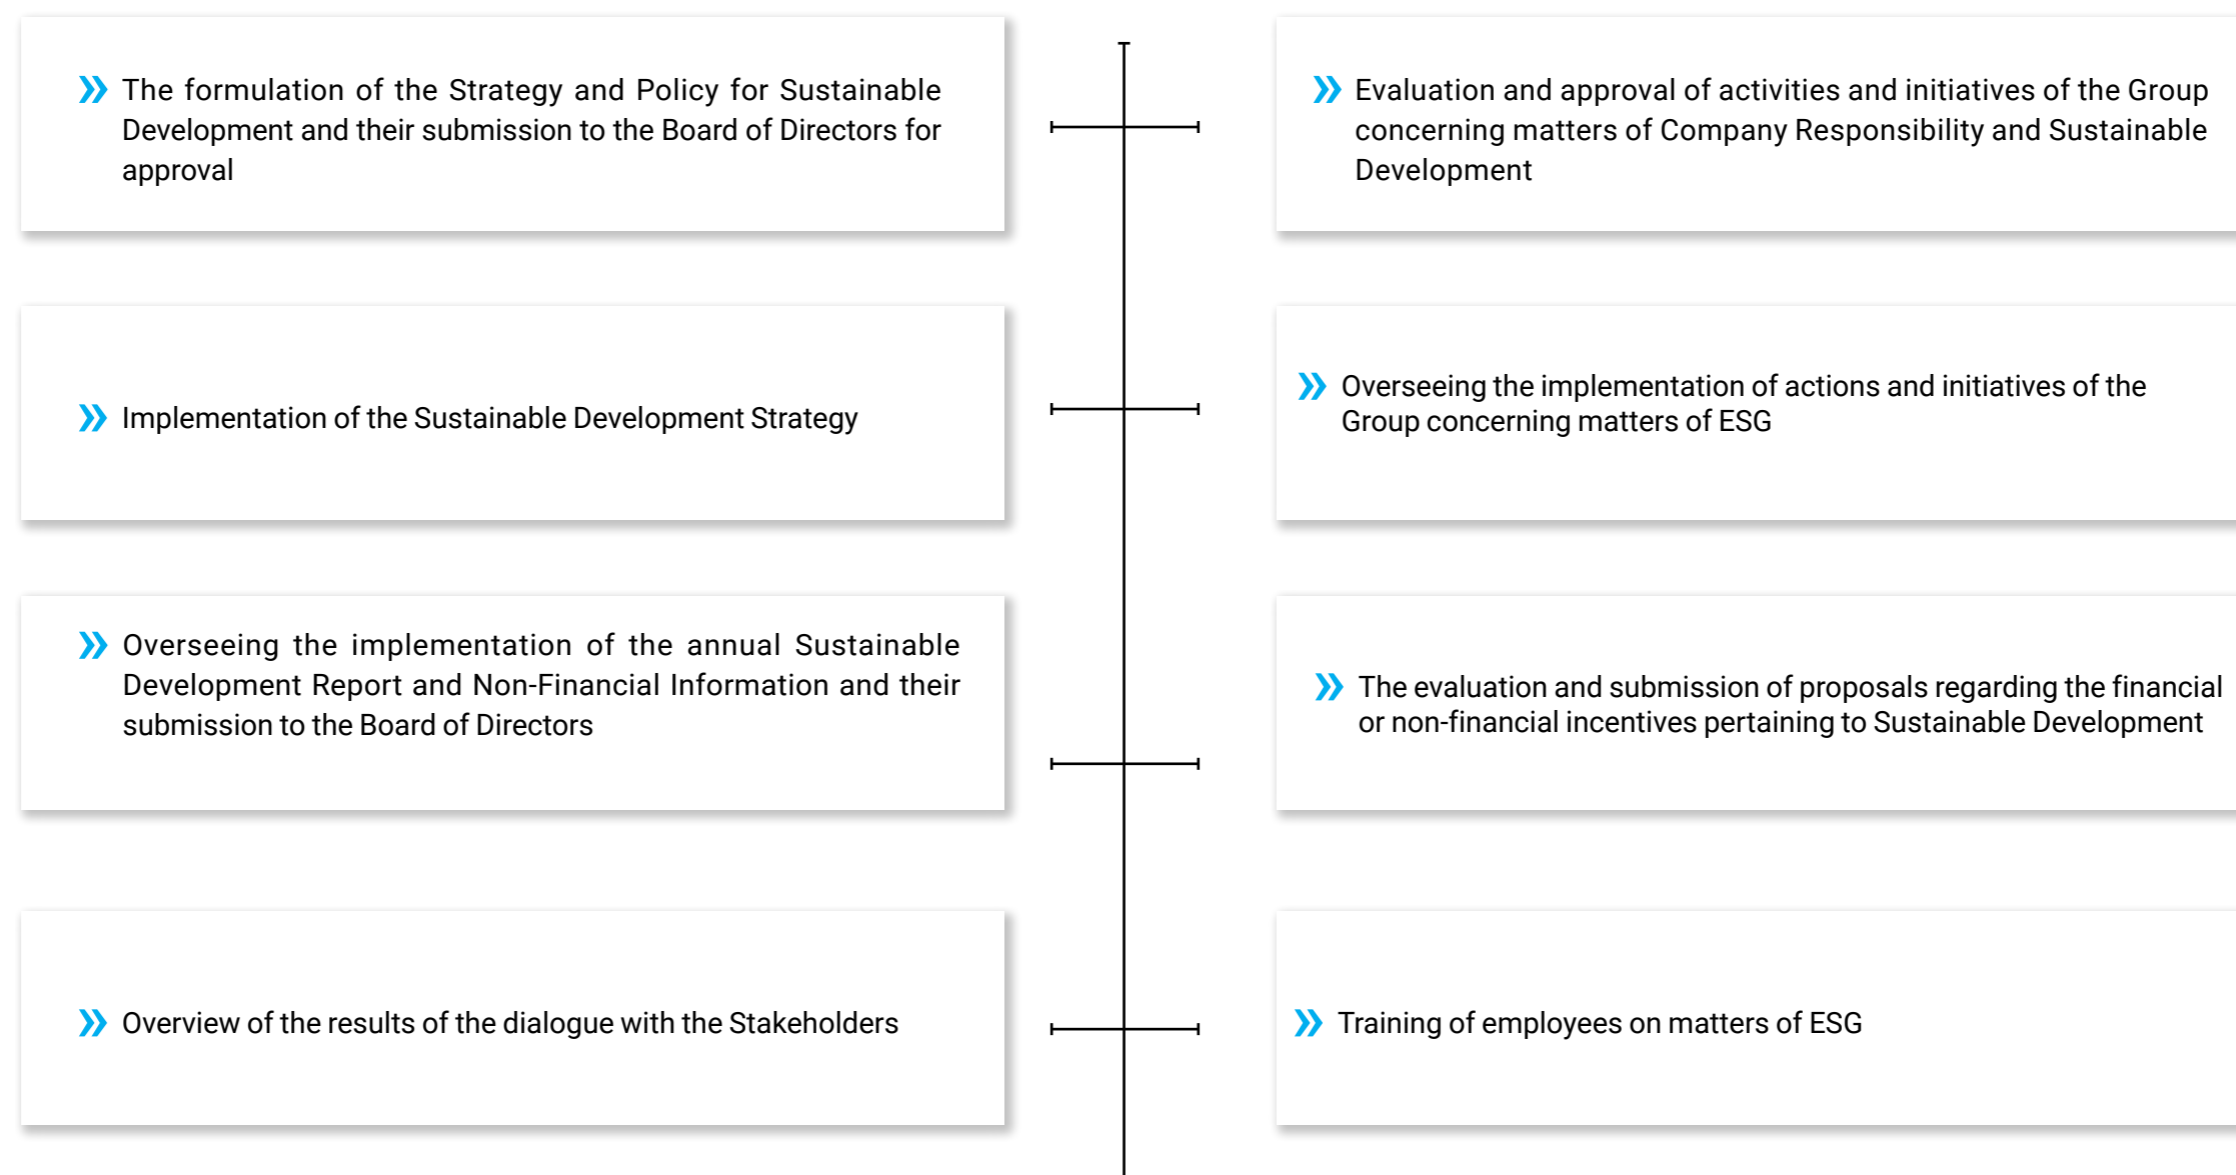 The formulation of the Strategy and Policy for Sustainable
Development and their submission to the Board of Directors for
approval
Evaluation and approval of activities and initiatives of the Group
concerning matters of Company Responsibility and Sustainable
Development
Implementation of the Sustainable Development Strategy
Overseeing the implementation of actions and initiatives of the
Group concerning matters of ESG
Overseeing the implementation of the annual Sustainable
Development Report and Non-Financial Information and their
submission to the Board of Directors
The evaluation and submission of proposals regarding the financial
or non-financial incentives pertaining to Sustainable Development
Overview of the results of the dialogue with the Stakeholders
Training of employees on matters of ESG